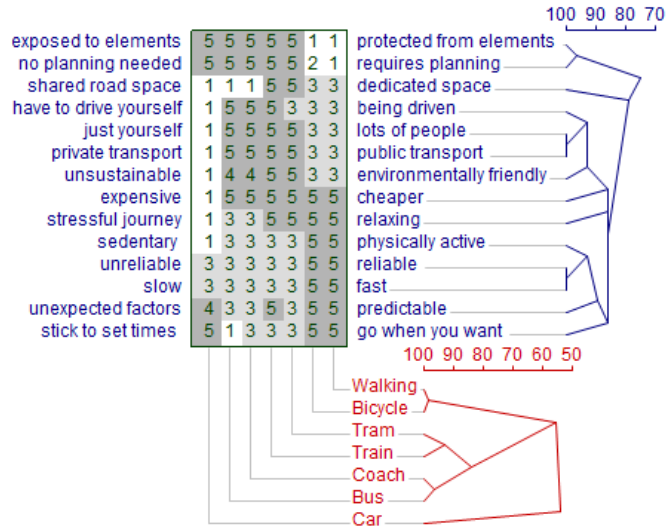 100 90 80 70
exposed to elements 5 5 5 5 5 1 1 protected from elements
no planning needed 5 5 5 5 5 2 1 requires planning
shared road space 1 1 1 5 5 3 3 dedicated space
have to drive yourself 1 5 5 5 3 3 3 being driven
just yourself 1 5 5 5 5 3 3 lots of people
private transport 1 5 5 5 5 3 3 public transport
unsustainable 1 4 4 5 5 3 3 environmentally friendly
expensive 1 5 5 5 5 5 5 cheaper
stressful journey 1 3 3 5 5 5 5 relaxing
sedentary 1 3 3 3 3 5 5 physically active
unreliable 3 3 3 3 3 5 5 reliable
slow 3 3 3 3 3 5 5 fast
unexpected factors 4 3 3 5 3 5 5 predictable
stick to set times 5 1 3 3 3 5 5 go when you want
100 90 80 70 60 50
Walking
Bicycle
Tram
Train
Coach
Bus
Car